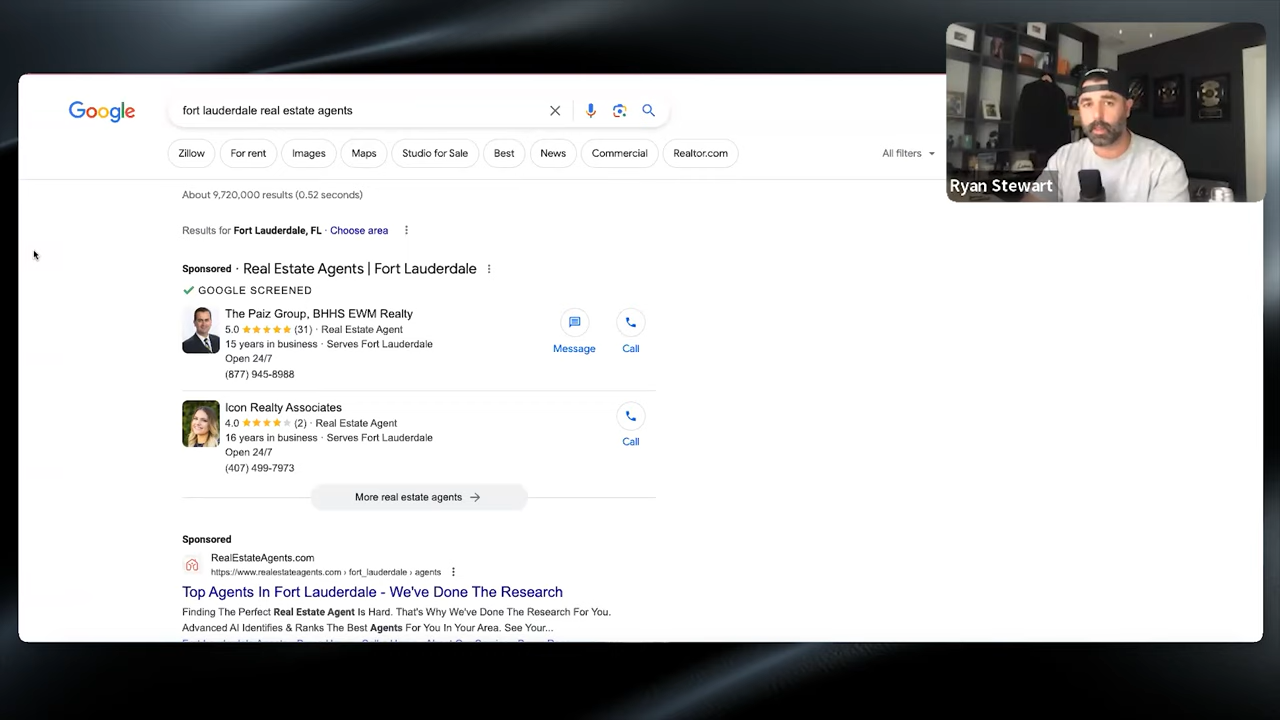 Google
fort lauderdale real estate agents
Zillow
For rent
Images
Maps
Studio for Sale
Best
News
Commercial
Realtor.com
All filters
Ryan Stewart
About 9,720,000 results (0.52 seconds)
Results for Fort Lauderdale, FL · Choose area
Sponsored · Real Estate Agents | Fort Lauderdale
GOOGLE SCREENED
The Paiz Group, BHHS EWM Realty
5.0 (31) · Real Estate Agent
15 years in business · Serves Fort Lauderdale
Open 24/7
(877) 945-8988
Message
Call
Icon Realty Associates
4.0 (2) · Real Estate Agent
16 years in business · Serves Fort Lauderdale
Open 24/7
(407) 499-7973
Call
More real estate agents
Sponsored
RealEstateAgents.com
https://www.realestateagents.com › fort_lauderdale › agents
Top Agents In Fort Lauderdale - We've Done The Research
Finding The Perfect Real Estate Agent Is Hard. That's Why We've Done The Research For You.
Advanced AI Identifies & Ranks The Best Agents For You In Your Area. See Your...